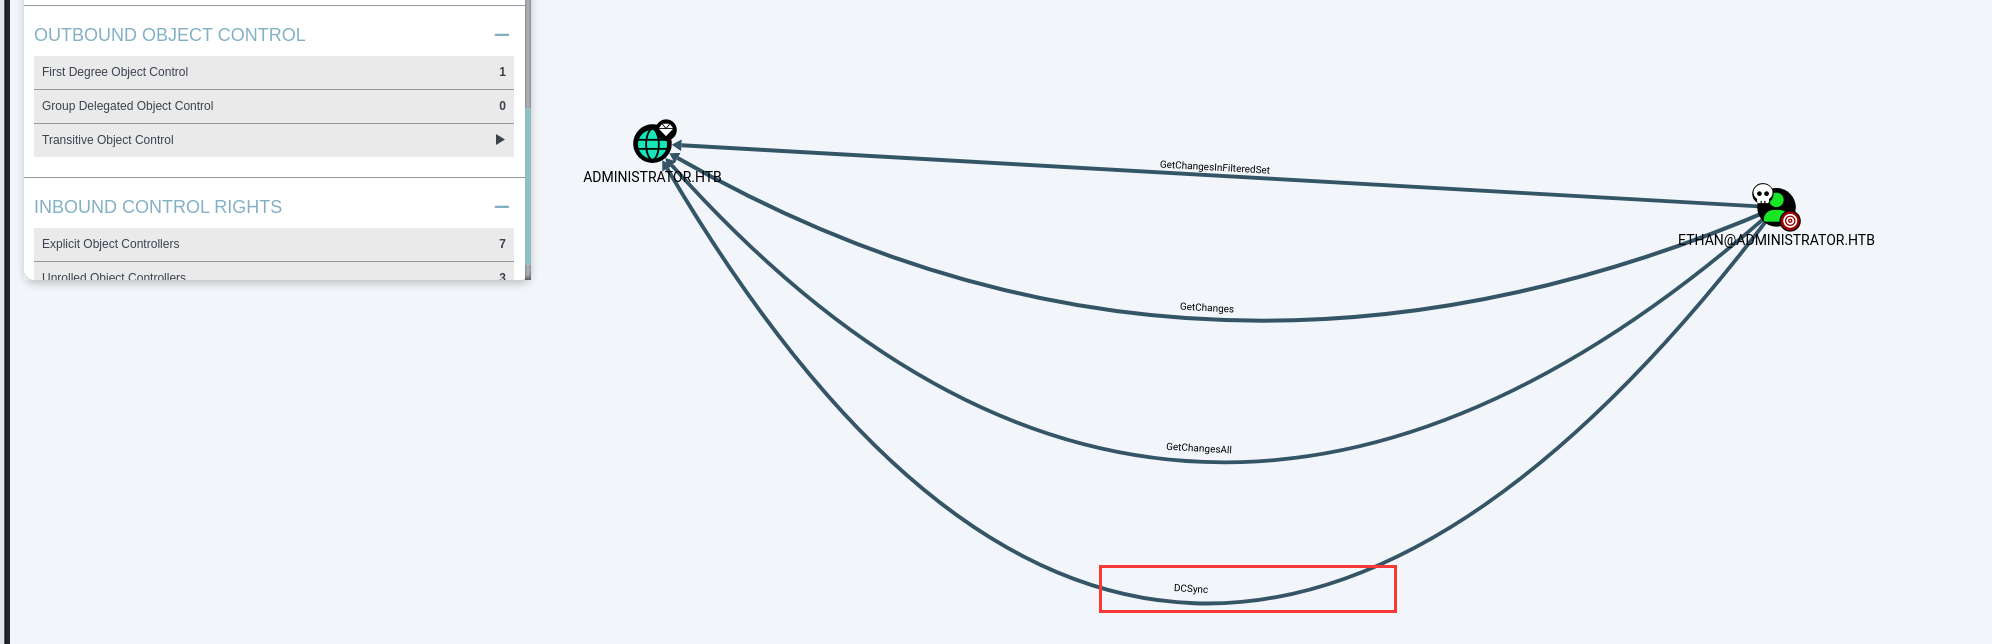 OUTBOUND OBJECT CONTROL
First Degree Object Control 1
Group Delegated Object Control 0
Transitive Object Control
INBOUND CONTROL RIGHTS
Explicit Object Controllers 7
Unrolled Object Controllers 3
ADMINISTRATOR.HTB
GetChangesInFilteredSet
ETHAN@ADMINISTRATOR.HTB
GetChanges
GetChangesAll
DCSync